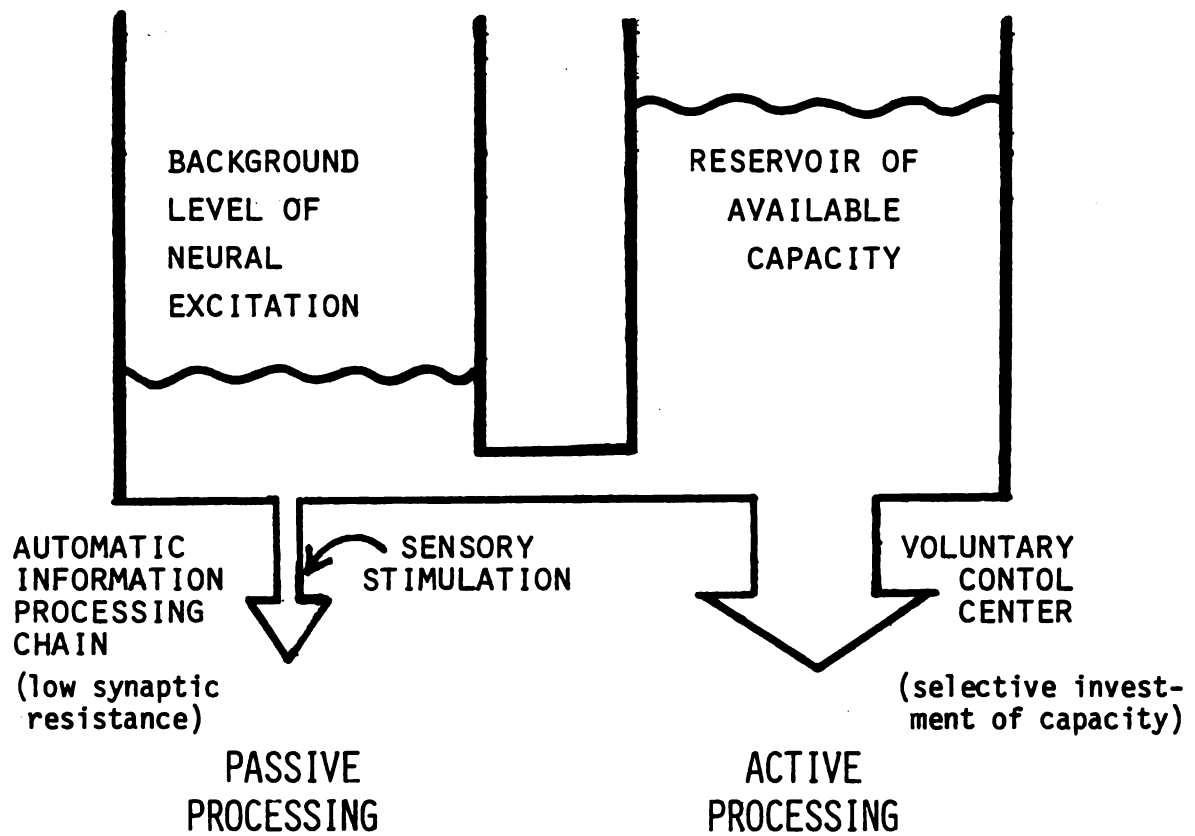 BACKGROUND
LEVEL OF
NEURAL
EXCITATION
RESERVOIR OF
AVAILABLE
CAPACITY
AUTOMATIC
INFORMATION
PROCESSING
CHAIN
(low synaptic
resistance)
SENSORY
STIMULATION
VOLUNTARY
CONTOL
CENTER
(selective invest-
ment of capacity)
PASSIVE
PROCESSING
ACTIVE
PROCESSING